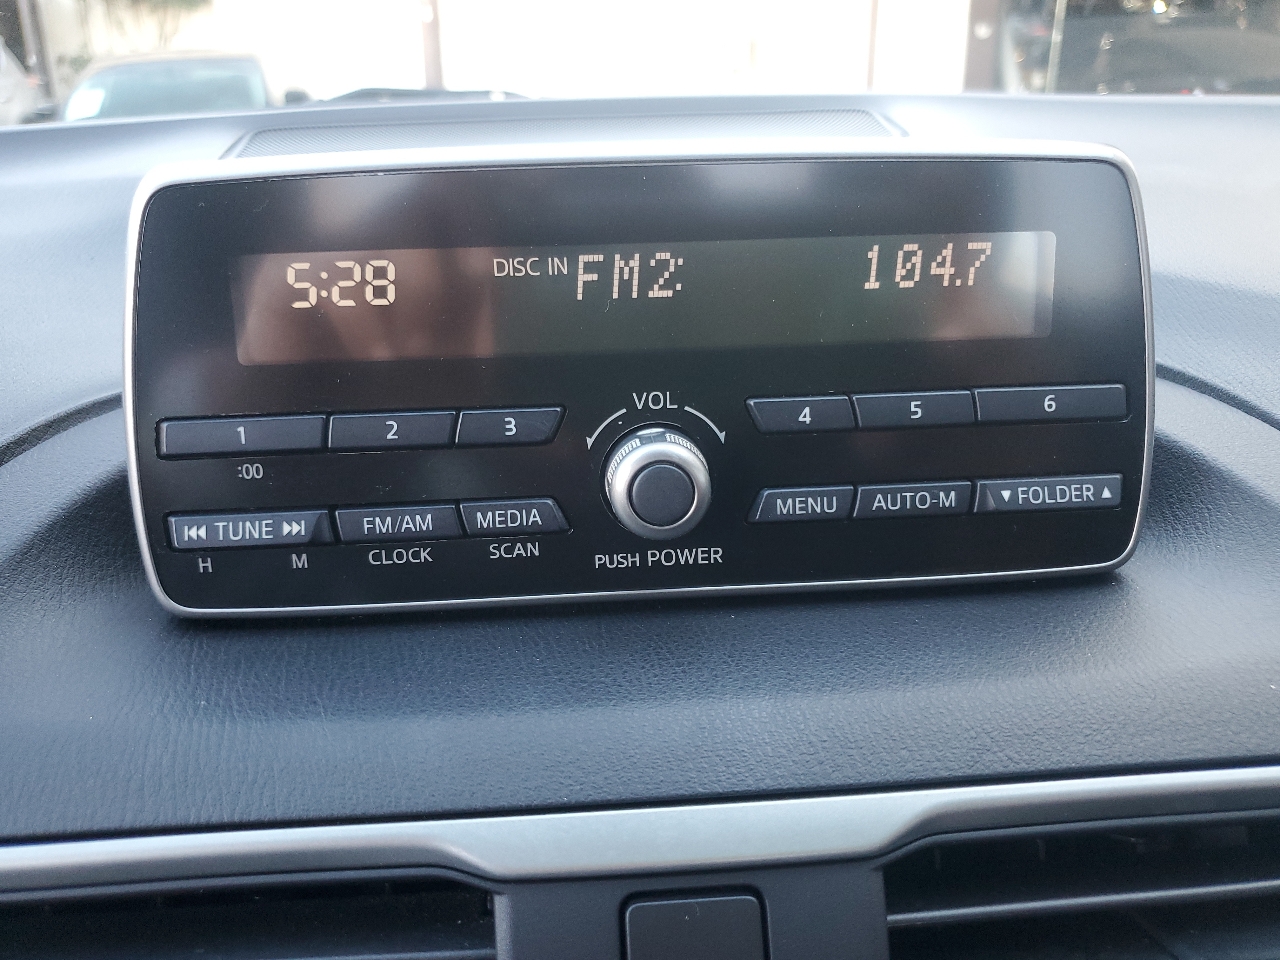 5:28 DISC IN FM2: 104.7
VOL
1 2 3 4 5 6
:00
⏮ TUNE ⏭ FM/AM MEDIA MENU AUTO-M ▼ FOLDER ▲
H M CLOCK SCAN PUSH POWER